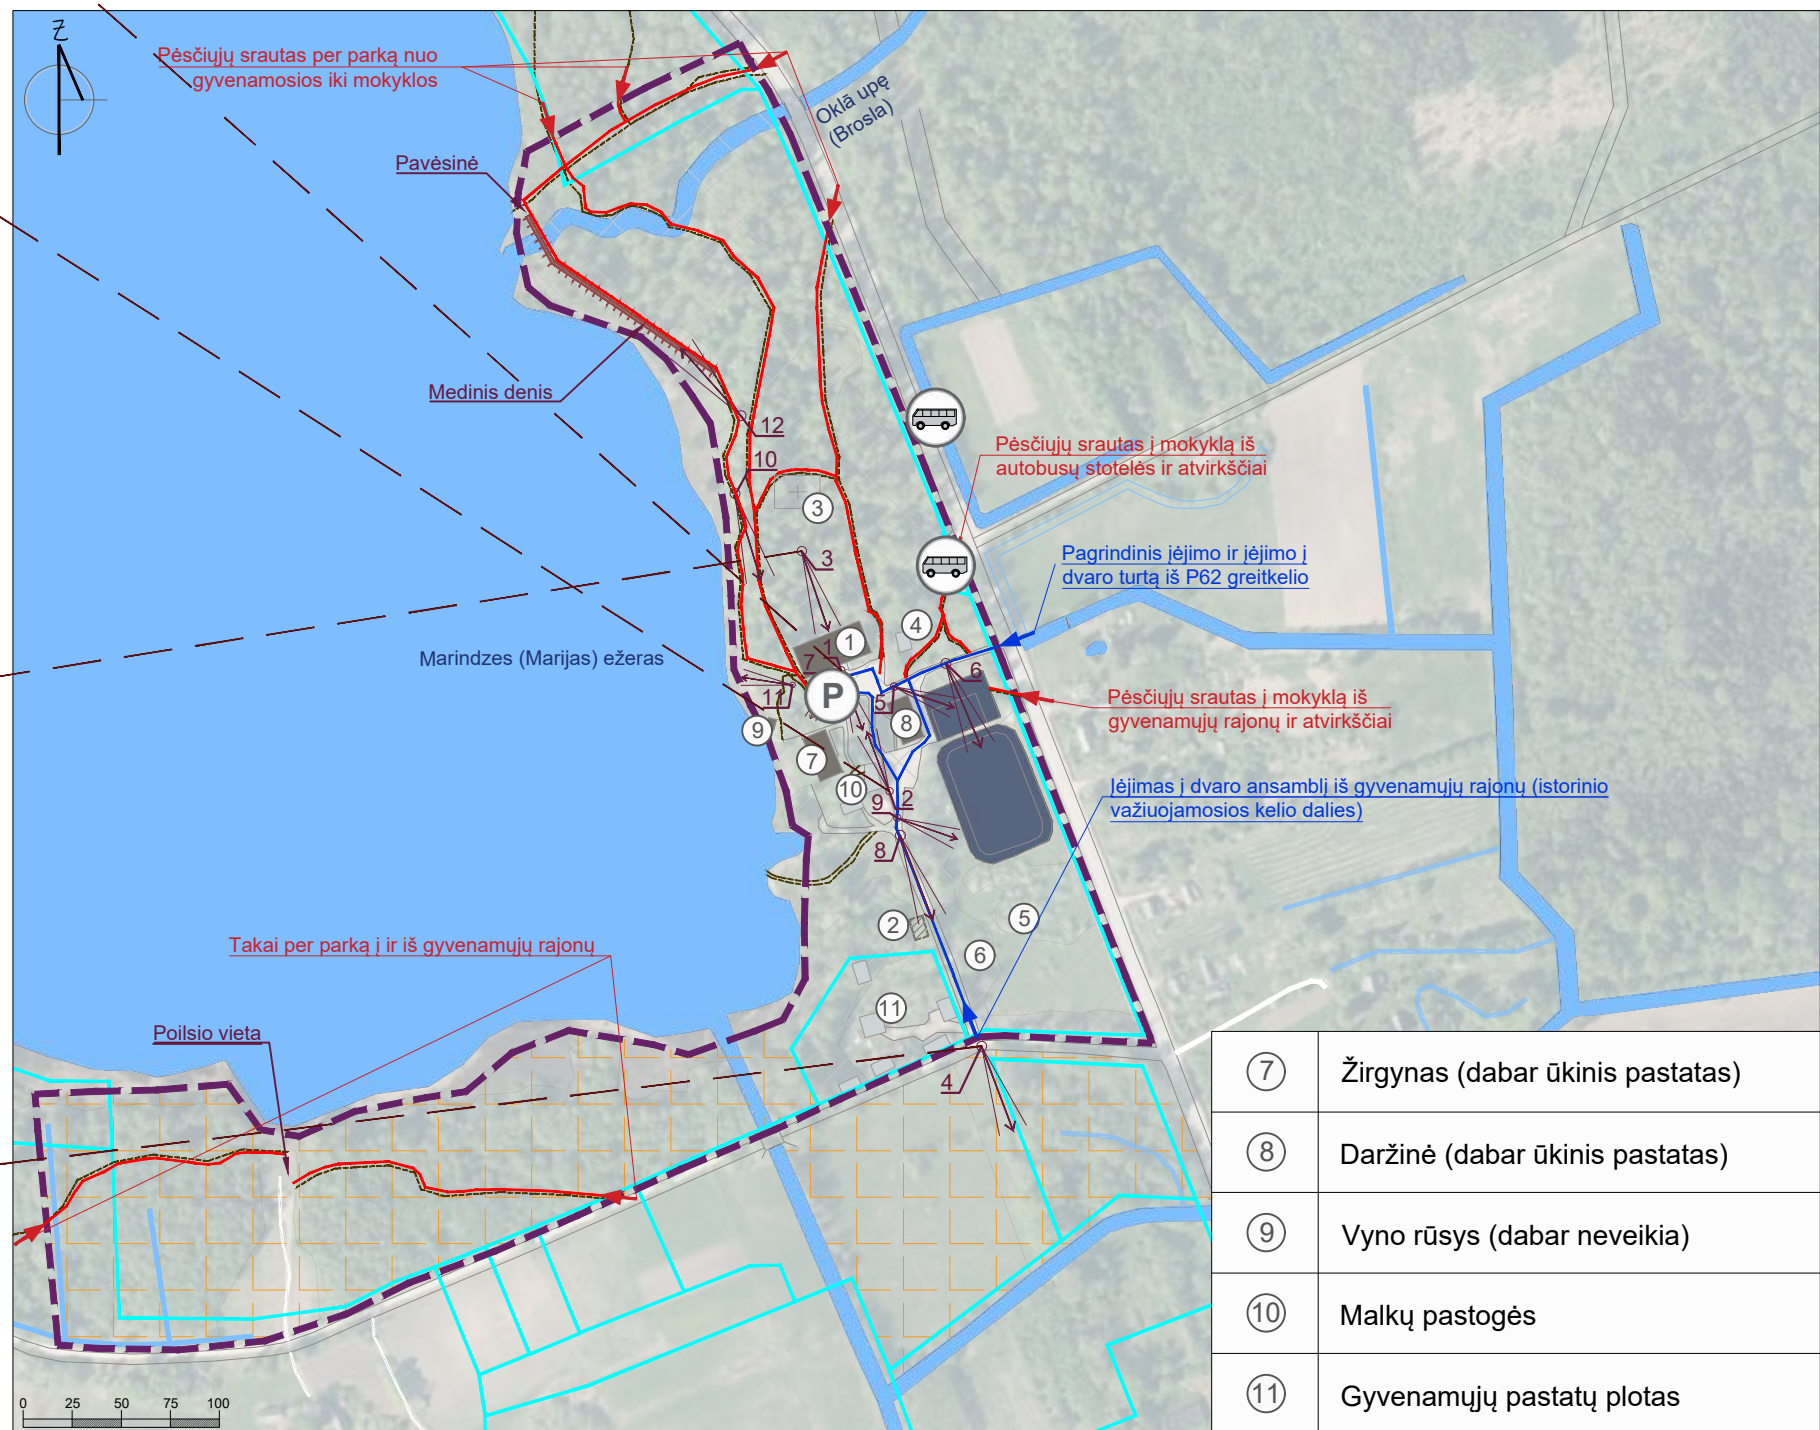 Z
Pėsčiųjų srautas per parką nuo
gyvenamosios iki mokyklos
Oklā upę
(Brosla)
Pavėsinė
Medinis denis
12
10
3
3
Pėsčiųjų srautas į mokyklą iš
autobusų stotelės ir atvirkščiai
Pagrindinis įėjimo ir įėjimo į
dvaro turtą iš P62 greitkelio
4
1
1
7
Marindzes (Marijas) ežeras
6
11
P
5
8
Pėsčiųjų srautas į mokyklą iš
gyvenamųjų rajonų ir atvirkščiai
9
7
10
9
2
8
Įėjimas į dvaro ansamblį iš gyvenamųjų rajonų (istorinio
važiuojamosios kelio dalies)
2
5
6
Takai per parką į ir iš gyvenamųjų rajonų
11
Poilsio vieta
4
7 Žirgynas (dabar ūkinis pastatas)
8 Daržinė (dabar ūkinis pastatas)
9 Vyno rūsys (dabar neveikia)
10 Malkų pastogės
11 Gyvenamųjų pastatų plotas
0 25 50 75 100